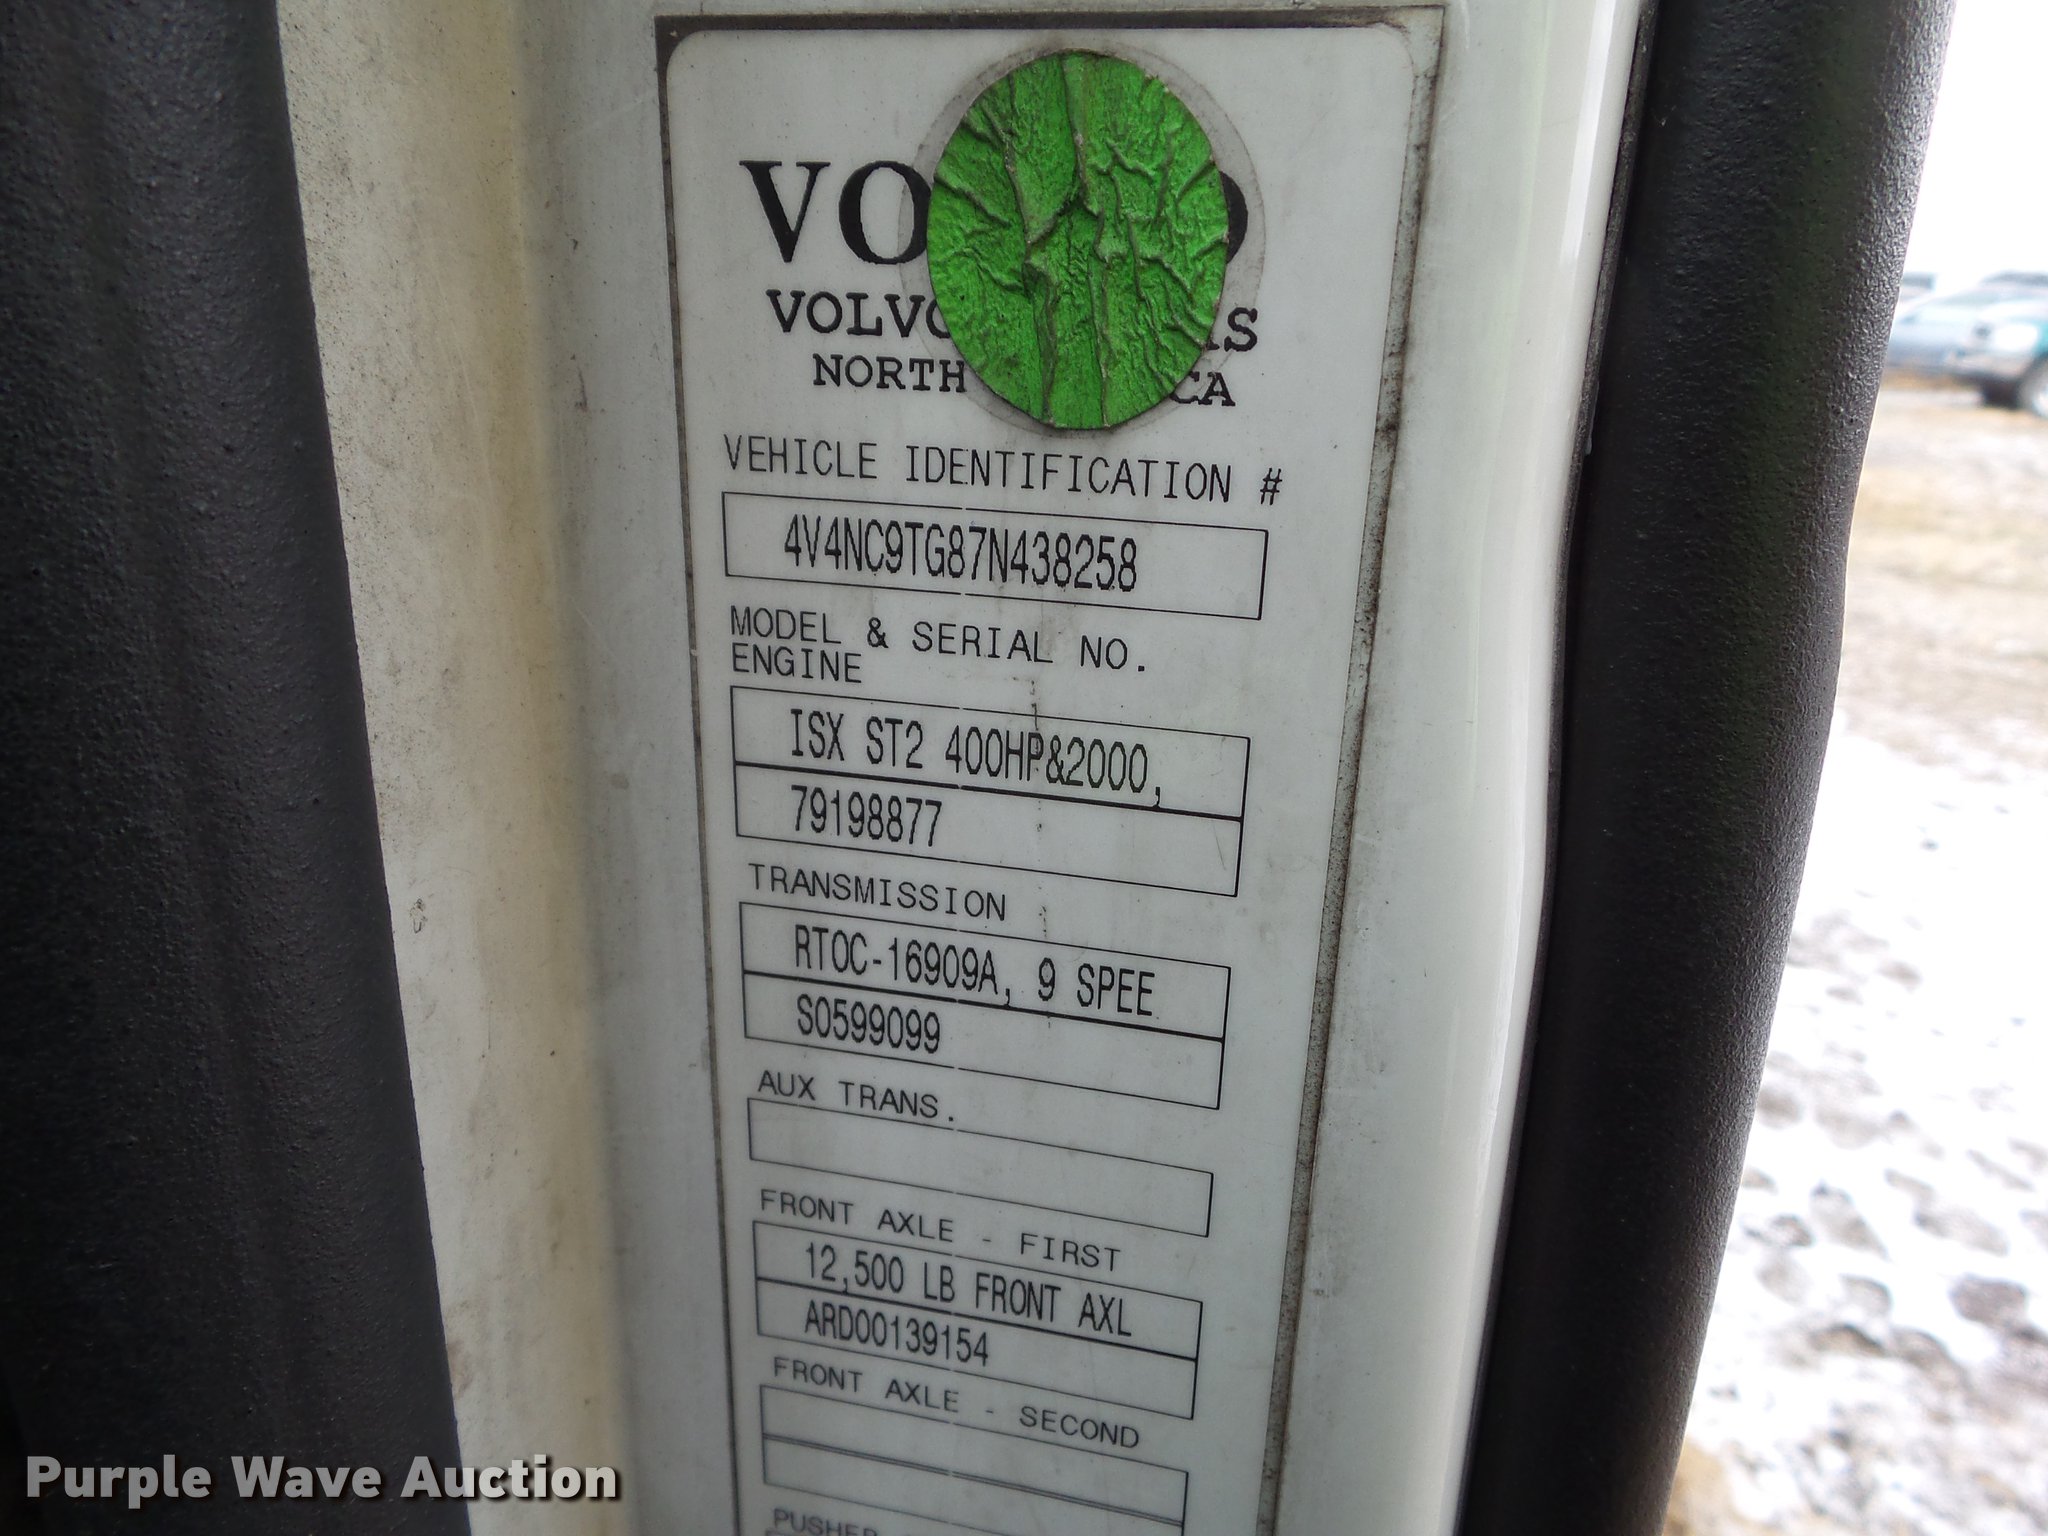 VO
VOLVO
NORTH
VEHICLE IDENTIFICATION #
4V4NC9TG87N438258
MODEL & SERIAL NO.
ENGINE
ISX ST2 400HP&2000,
79198877
TRANSMISSION
RTOC-16909A, 9 SPEE
S0599099
AUX TRANS.
FRONT AXLE - FIRST
12,500 LB FRONT AXL
ARD00139154
FRONT AXLE - SECOND
PUSHER
Purple Wave Auction